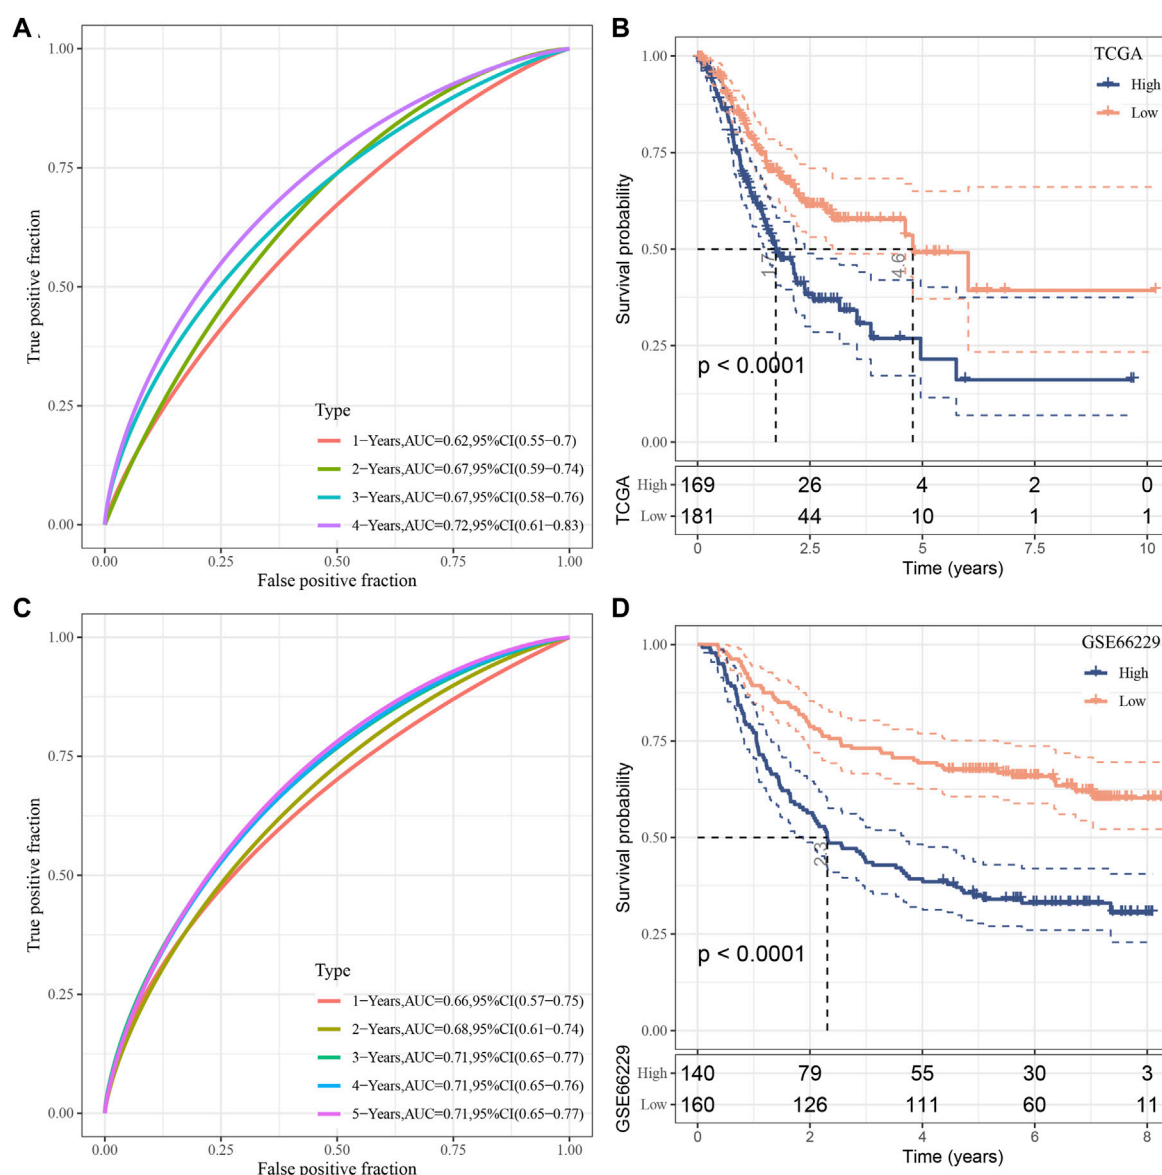 A
1.00
0.75
0.50
0.25
0.00
True positive fraction
Type
1−Years,AUC=0.62,95%CI(0.55−0.7)
2−Years,AUC=0.67,95%CI(0.59−0.74)
3−Years,AUC=0.67,95%CI(0.58−0.76)
4−Years,AUC=0.72,95%CI(0.61−0.83)
0.00 0.25 0.50 0.75 1.00
False positive fraction
B
TCGA
High
Low
1.00
0.75
0.50
0.25
0.00
Survival probability
4.6
p < 0.0001
TCGA
High 169 26 4 2 0
Low 181 44 10 1 1
0 2.5 5 7.5 10
Time (years)
C
1.00
0.75
0.50
0.25
0.00
True positive fraction
Type
1−Years,AUC=0.66,95%CI(0.57−0.75)
2−Years,AUC=0.68,95%CI(0.61−0.74)
3−Years,AUC=0.71,95%CI(0.65−0.77)
4−Years,AUC=0.71,95%CI(0.65−0.76)
5−Years,AUC=0.71,95%CI(0.65−0.77)
0.00 0.25 0.50 0.75 1.00
False positive fraction
D
GSE66229
High
Low
1.00
0.75
0.50
0.25
0.00
Survival probability
2.3
p < 0.0001
GSE66229
High 140 79 55 30 3
Low 160 126 111 60 11
0 2 4 6 8
Time (years)